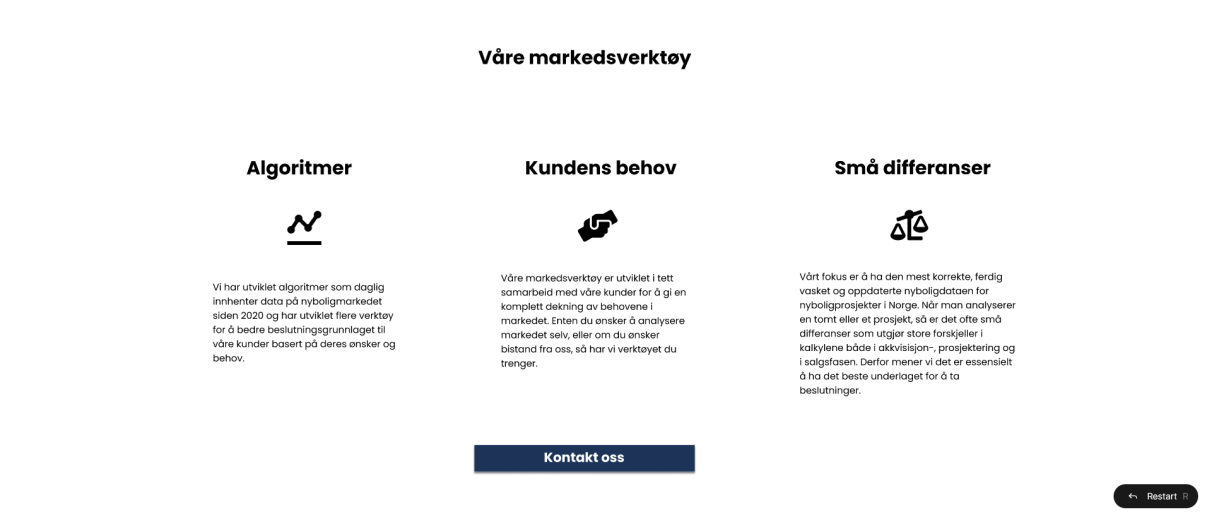 Våre markedsverktøy
Algoritmer
Vi har utviklet algoritmer som daglig
innhenter data på nyboligmarkedet
siden 2020 og har utviklet flere verktøy
for å bedre beslutningsgrunnlaget til
våre kunder basert på deres ønsker og
behov.
Kundens behov
Våre markedsverktøy er utviklet i tett
samarbeid med våre kunder for å gi en
komplett dekning av behovene i
markedet. Enten du ønsker å analysere
markedet selv, eller om du ønsker
bistand fra oss, så har vi verktøyet du
trenger.
Små differanser
Vårt fokus er å ha den mest korrekte, ferdig
vasket og oppdaterte nyboligdataen for
nyboligprosjekter i Norge. Når man analyserer
en tomt eller et prosjekt, så er det ofte små
differanser som utgjør store forskjeller i
kalkylene både i akkvisisjon-, prosjektering og
i salgsfasen. Derfor mener vi det er essensielt
å ha det beste underlaget for å ta
beslutninger.
Kontakt oss
Restart R